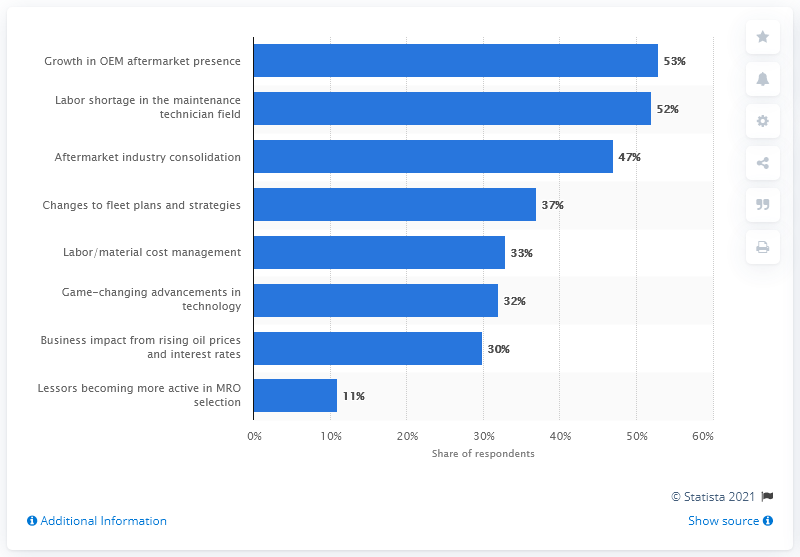 Growth in OEM aftermarket presence
53%
Labor shortage in the maintenance
technician field
52%
Aftermarket industry consolidation
47%
Changes to fleet plans and strategies
37%
Labor/material cost management
33%
Game-changing advancements in
technology
32%
Business impact from rising oil prices
and interest rates
30%
Lessors becoming more active in MRO
selection
11%
0% 10% 20% 30% 40% 50% 60%
Share of respondents
© Statista 2021
Additional Information
Show source